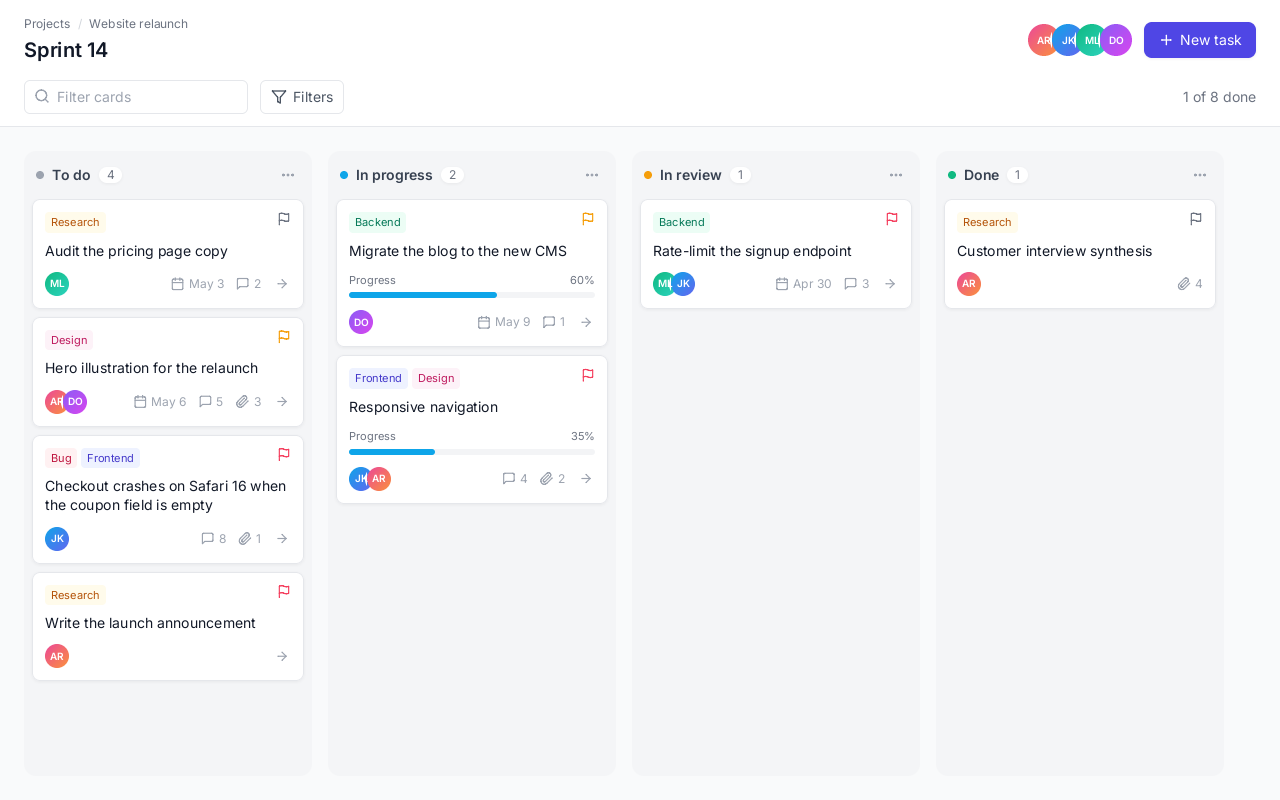 Projects / Website relaunch
Sprint 14
AR JK ML DO
New task
Filter cards
Filters
1 of 8 done
To do 4
Research
Audit the pricing page copy
ML May 3 2
Design
Hero illustration for the relaunch
AR DO May 6 5 3
Bug Frontend
Checkout crashes on Safari 16 when
the coupon field is empty
JK 8 1
Research
Write the launch announcement
AR
In progress 2
Backend
Migrate the blog to the new CMS
Progress 60%
DO May 9 1
Frontend Design
Responsive navigation
Progress 35%
JK AR 4 2
In review 1
Backend
Rate-limit the signup endpoint
ML JK Apr 30 3
Done 1
Research
Customer interview synthesis
AR 4